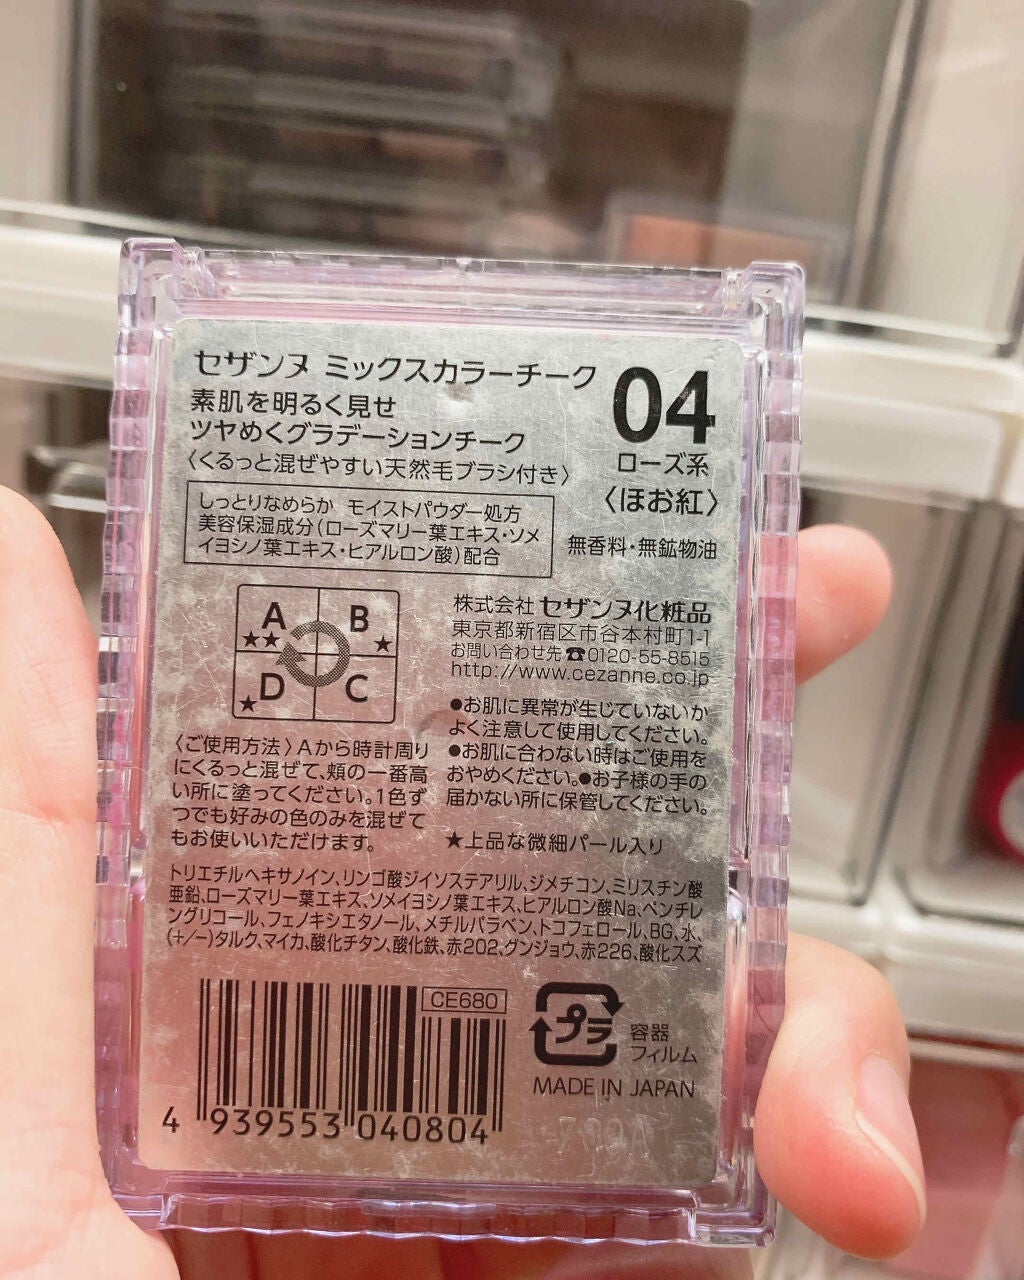 セザンヌ ミックスカラーチーク
素肌を明るく見せ
ツヤめくグラデーションチーク
〈くるっと混ぜやすい天然毛ブラシ付き〉
04
ローズ系
〈ほお紅〉
しっとりなめらか モイストパウダー処方
美容保湿成分(ローズマリー葉エキス・ソメ
イヨシノ葉エキス・ヒアルロン酸)配合
無香料・無鉱物油
A
★★
B
★
D
★
C
株式会社 セザンヌ化粧品
東京都新宿区市谷本村町1-1
お問い合わせ先☎0120-55-8515
http://www.cezanne.co.jp
〈ご使用方法〉Aから時計周り
にくるっと混ぜて、頬の一番高
い所に塗ってください。1色ず
つでも好みの色のみを混ぜて
もお使いいただけます。
●お肌に異常が生じていないか
よく注意して使用してください。
●お肌に合わない時はご使用を
おやめください。●お子様の手の
届かない所に保管してください。
★上品な微細パール入り
トリエチルヘキサノイン、リンゴ酸ジイソステアリル、ジメチコン、ミリスチン酸
亜鉛、ローズマリー葉エキス、ソメイヨシノ葉エキス、ヒアルロン酸Na、ペンチレ
ングリコール、フェノキシエタノール、メチルパラベン、トコフェロール、BG、水、
(+/-)タルク、マイカ、酸化チタン、酸化鉄、赤202、グンジョウ、赤226、酸化スズ
CE680
4 939553 040804
プラ
容器
フィルム
MADE IN JAPAN